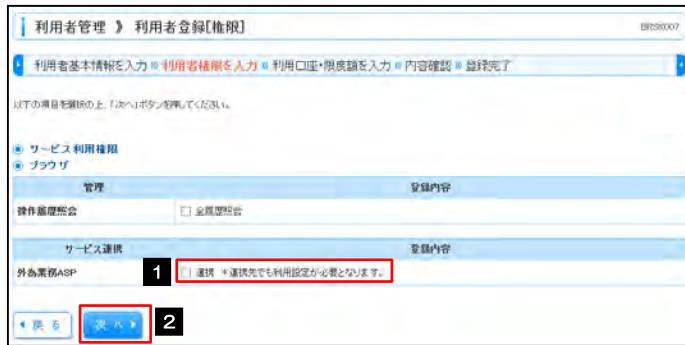 利用者管理 》 利用者登録[権限]
BRSK007
利用者基本情報を入力 利用者権限を入力 利用口座・限度額を入力 内容確認 登録完了
以下の項目を選択の上、「次へ」ボタンを押してください。
サービス利用権限
ブラウザ
管理 登録内容
操作履歴照会 全履歴照会
サービス連携 登録内容
外為業務ASP 1 連携 *連携先でも利用設定が必要となります。
戻る 次へ 2